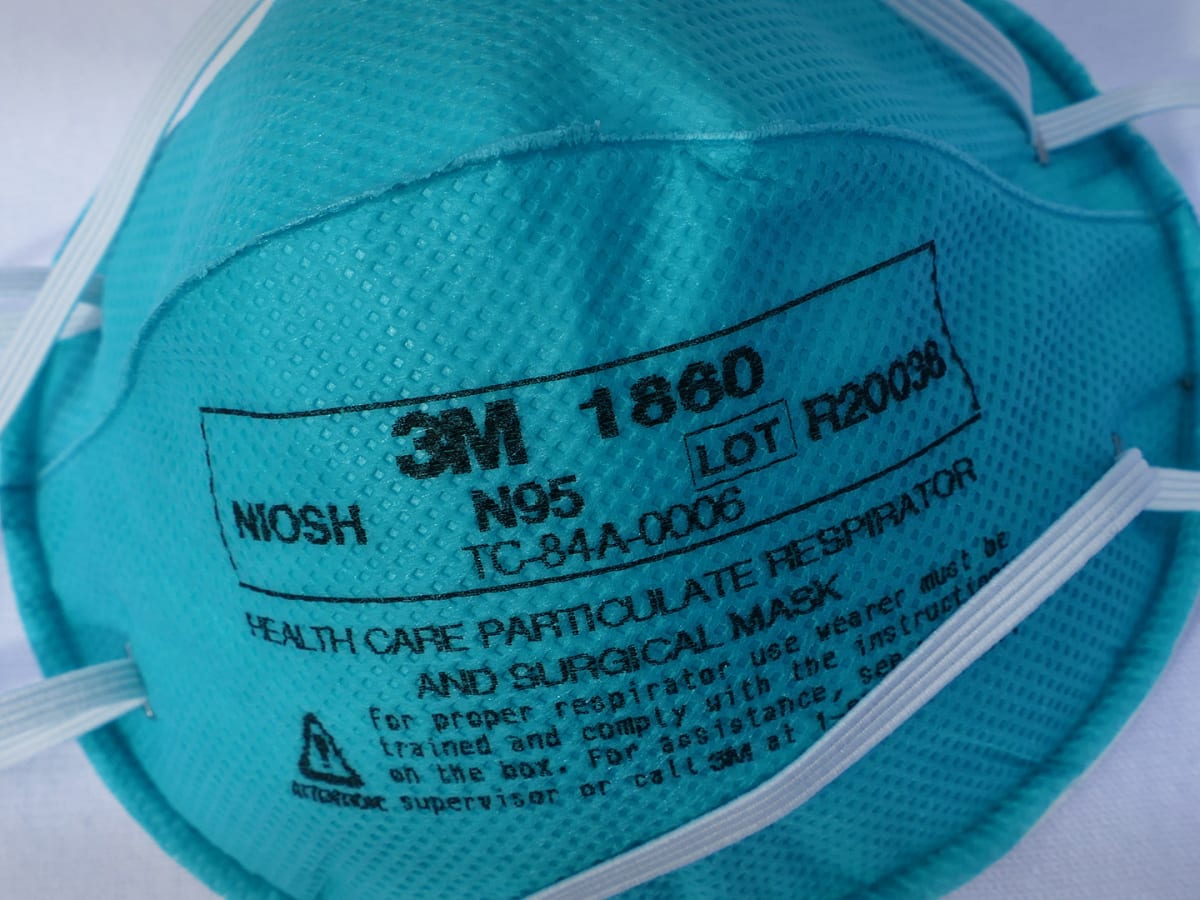 3M 1860
LOT R20038
NIOSH N95
TC-84A-0006
HEALTH CARE PARTICULATE RESPIRATOR
AND SURGICAL MASK
For proper respirator use wearer must be
trained and comply with the
on the box. For assistance, see
supervisor or call 3M at 1-
ATTENTION: